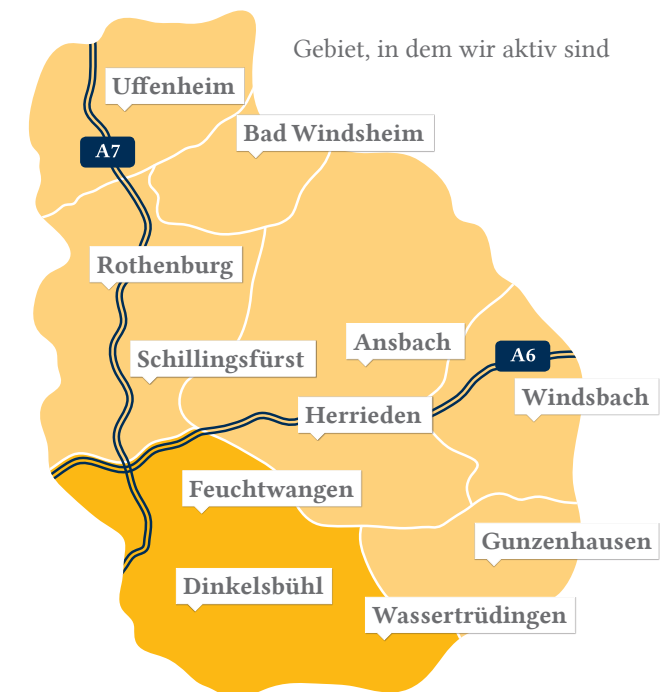 Gebiet, in dem wir aktiv sind
Uffenheim
Bad Windsheim
A7
Rothenburg
Ansbach
A6
Schillingsfürst
Windsbach
Herrieden
Feuchtwangen
Gunzenhausen
Dinkelsbühl
Wassertrüdingen